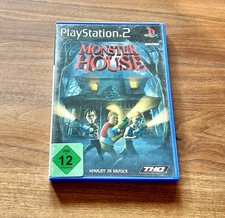 PlayStation 2
MONSTER
HOUSE
12
KOMPLETT IN DEUTSCH
THQ